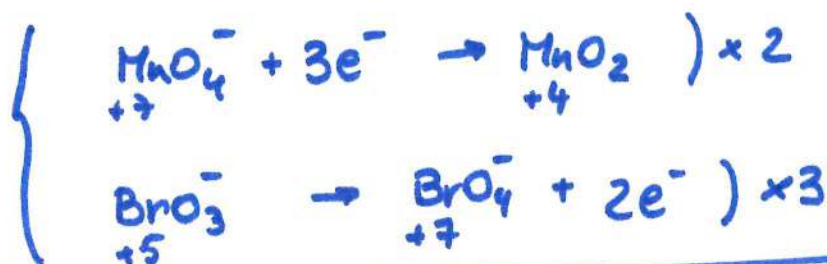 MnO₄⁻ + 3e⁻ → MnO₂ ) × 2
+7 +4
BrO₃⁻ → BrO₄⁻ + 2e⁻ ) × 3
+5 +7